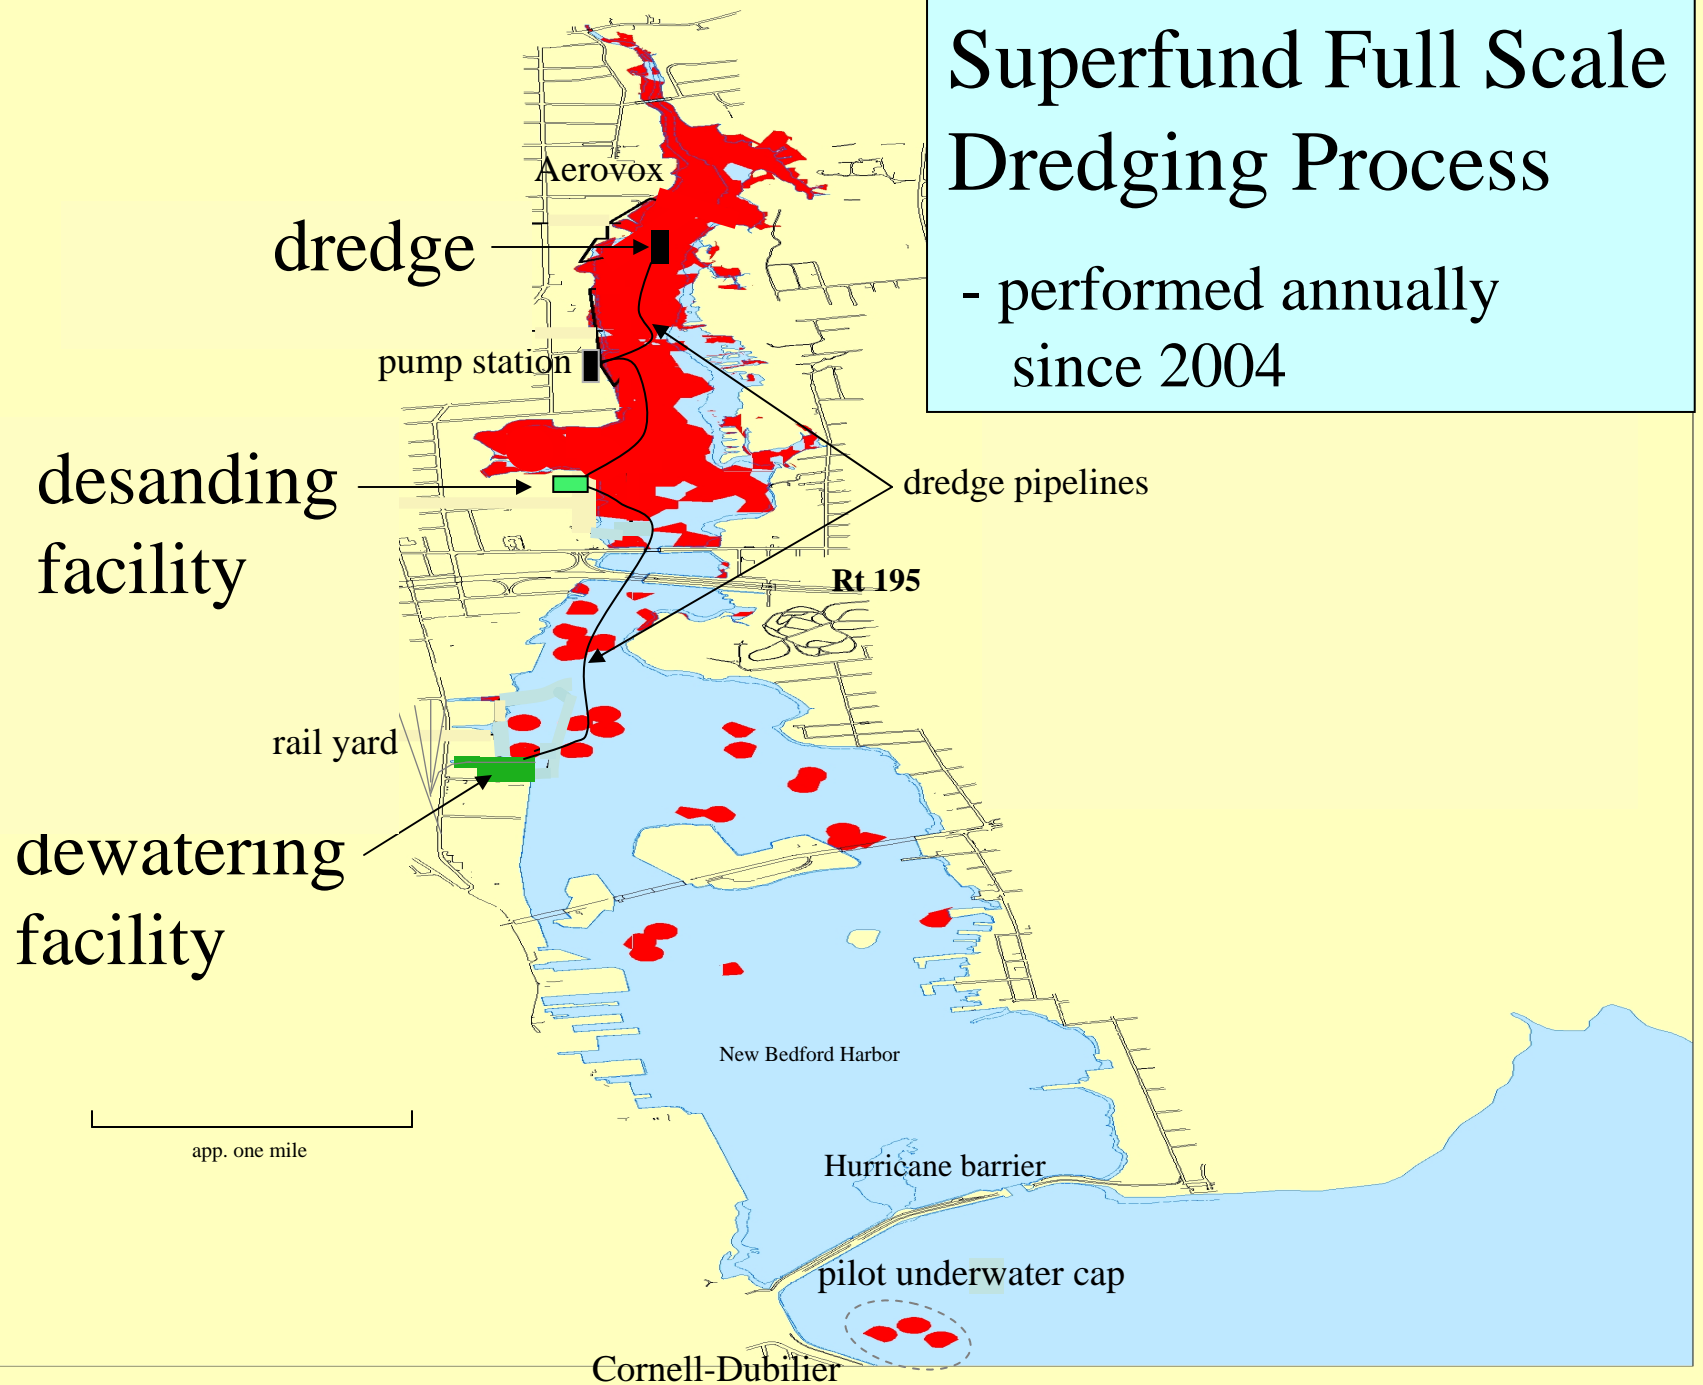 Superfund Full Scale
Dredging Process
- performed annually
since 2004
Aerovox
dredge
pump station
desanding
facility
dredge pipelines
Rt 195
rail yard
dewatering
facility
New Bedford Harbor
app. one mile
Hurricane barrier
pilot underwater cap
Cornell-Dubilier